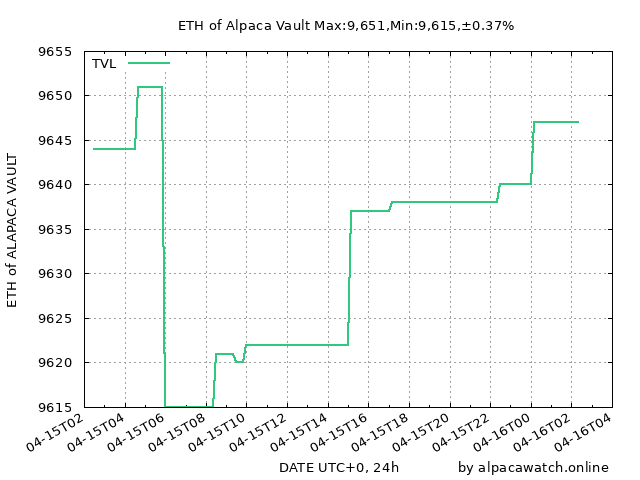 ETH of Alpaca Vault Max:9,651,Min:9,615,±0.37%
TVL
ETH of ALAPACA VAULT
9655
9650
9645
9640
9635
9630
9625
9620
9615
04-15T02
04-15T04
04-15T06
04-15T08
04-15T10
04-15T12
04-15T14
04-15T16
04-15T18
04-15T20
04-15T22
04-16T00
04-16T02
04-16T04
DATE UTC+0, 24h
by alpacawatch.online